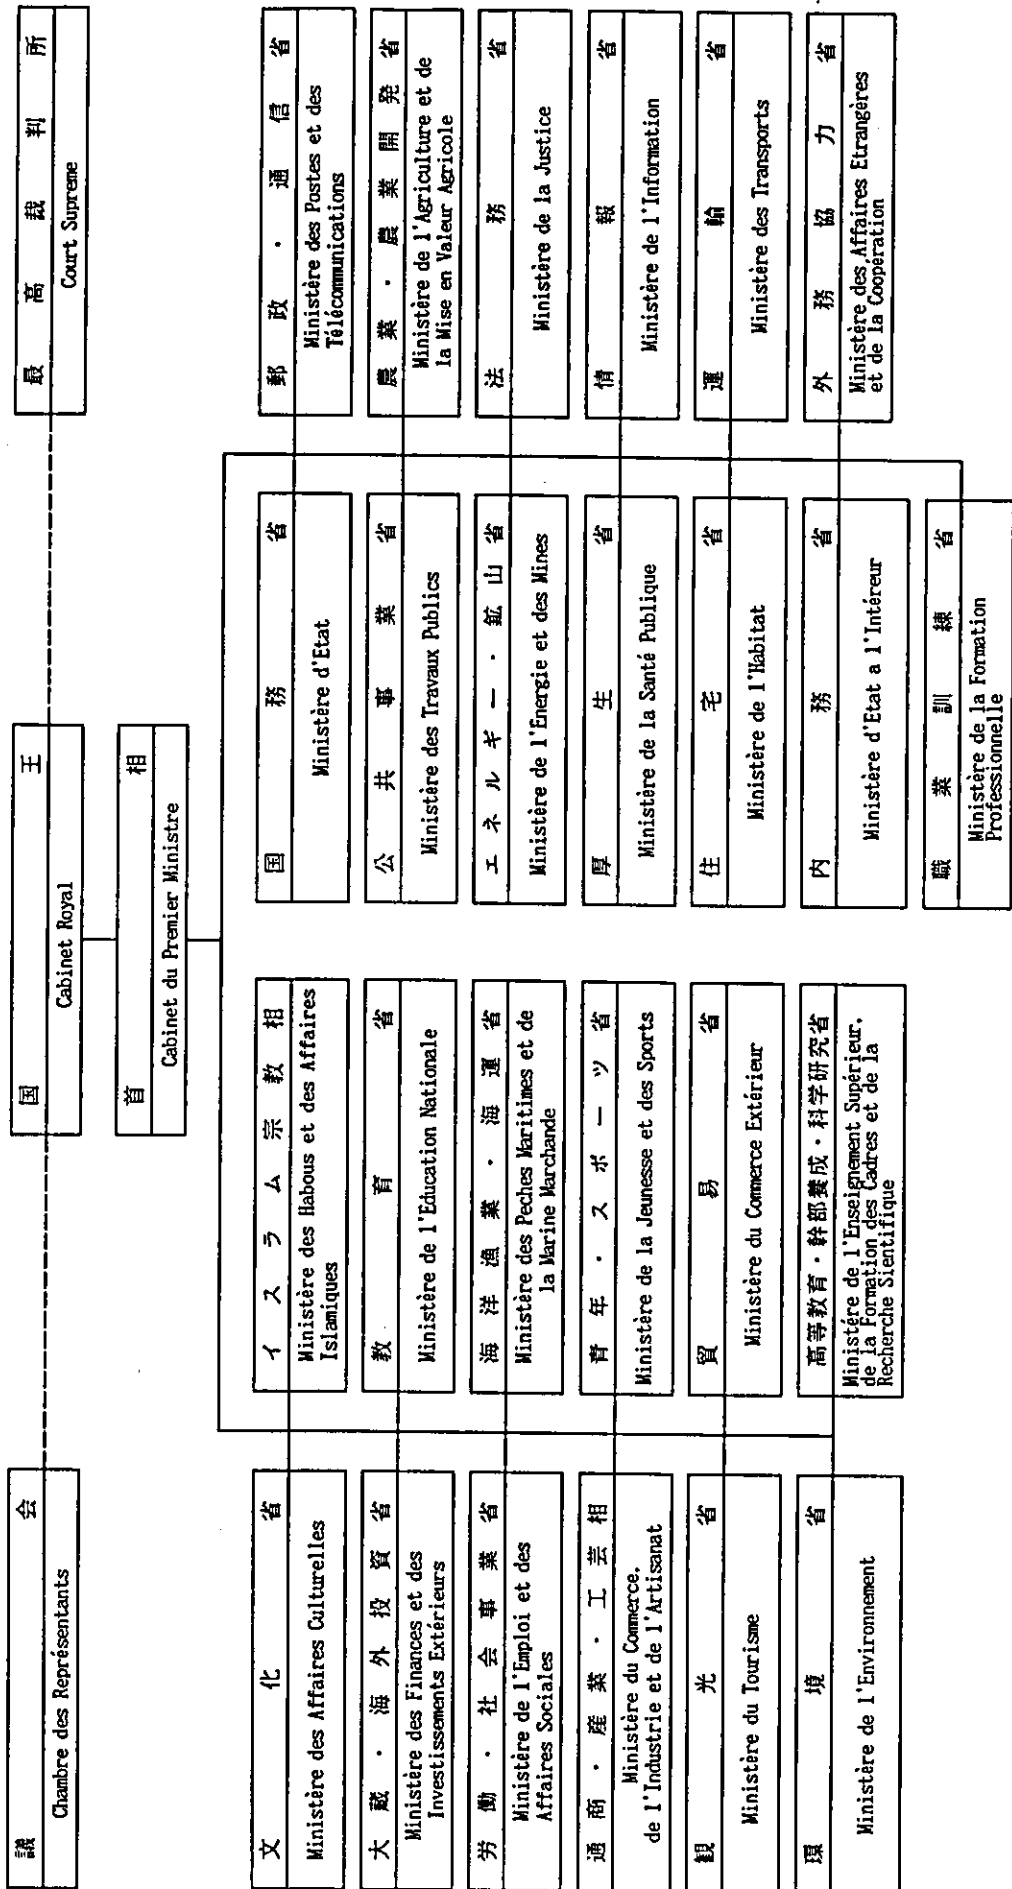 議会
Chambre des Représentants
国王
Cabinet Royal
最高裁判所
Court Supreme
首相
Cabinet du Premier Ministre
文化省
Ministère des Affaires Culturelles
大蔵・海外投資省
Ministère des Finances et des
Investissements Extérieurs
労働・社会事業省
Ministère de l'Emploi et des
Affaires Sociales
通商・産業・工芸相
Ministère du Commerce,
de l'Industrie et de l'Artisanat
観光省
Ministère du Tourisme
環境省
Ministère de l'Environnement
イスラム宗教相
Ministère des Habous et des Affaires
Islamiques
教育省
Ministère de l'Education Nationale
海洋漁業・海運省
Ministère des Peches Maritimes et de
la Marine Marchande
青年・スポーツ省
Ministère de la Jeunesse et des Sports
貿易省
Ministère du Commerce Extérieur
高等教育・幹部養成・科学研究省
Ministére de l'Enseignement Supérieur,
de la Formation des Cadres et de la
Recherche Sientifique
国務省
Ministère d'Etat
公共事業省
Ministère des Travaux Publics
エネルギー・鉱山省
Ministère de l'Energie et des Mines
厚生省
Ministère de la Santé Publique
住宅省
Ministère de l'Habitat
内務省
Ministère d'Etat a l'Intéreur
職業訓練省
Ministère de la Formation
Professionnelle
郵政・通信省
Ministère des Postes et des
Télécommunications
農業・農業開発省
Ministère de l'Agriculture et de
la Mise en Valeur Agricole
法務省
Ministère de la Justice
情報省
Ministère de l'Information
運輸省
Ministère des Transports
外務協力省
Ministère des Affaires Etrangères
et de la Coopération